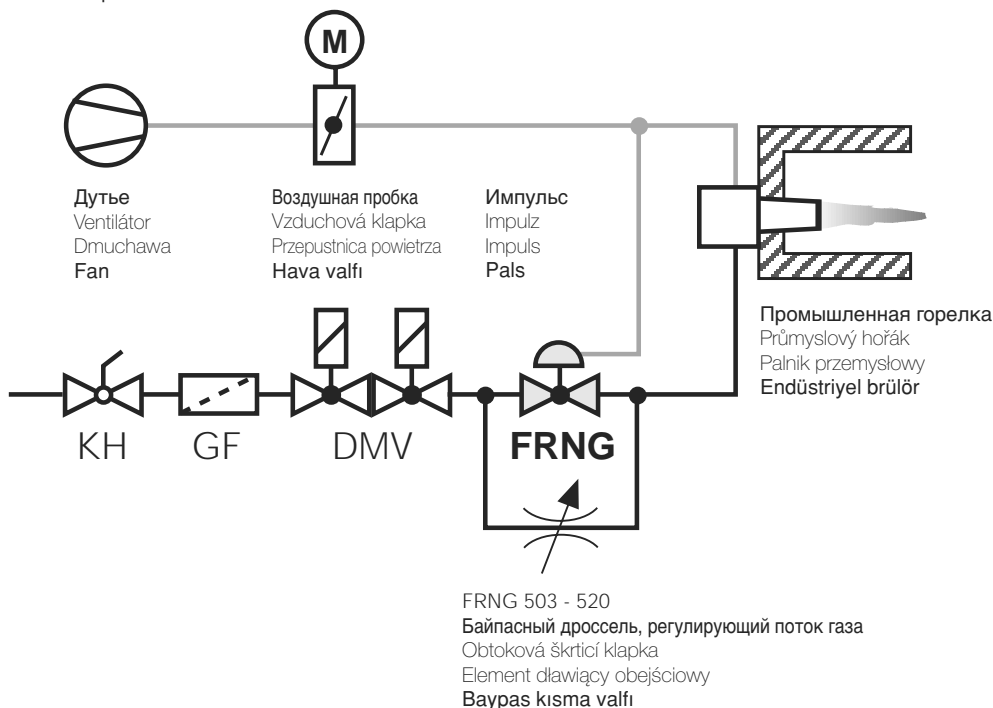 M
Дутье
Ventilátor
Dmuchawa
Fan
Воздушная пробка
Vzduchová klapka
Przepustnica powietrza
Hava valfı
Импульс
Impulz
Impuls
Pals
Промышленная горелка
Průmyslový hořák
Palnik przemysłowy
Endüstriyel brülör
KH
GF
DMV
FRNG
FRNG 503 - 520
Байпасный дроссель, регулирующий поток газа
Obtoková škrticí klapka
Element dławiący obejściowy
Baypas kısma valfı